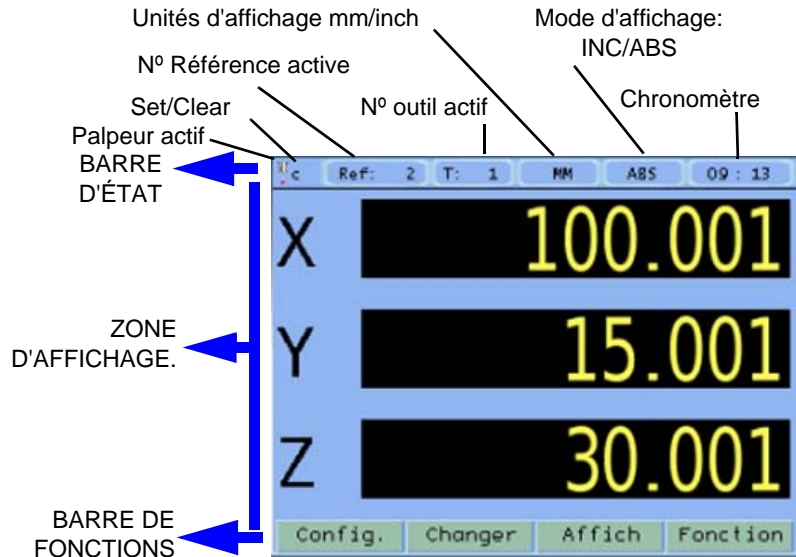 Unités d'affichage mm/inch
Mode d'affichage:
INC/ABS
Nº Référence active
Set/Clear
Nº outil actif
Chronomètre
Palpeur actif
BARRE
D'ÉTAT
c Ref: 2 T: 1 MM ABS 09 : 13
X 100.001
ZONE
D'AFFICHAGE.
Y 15.001
Z 30.001
BARRE DE
FONCTIONS
Config. Changer Affich Fonction